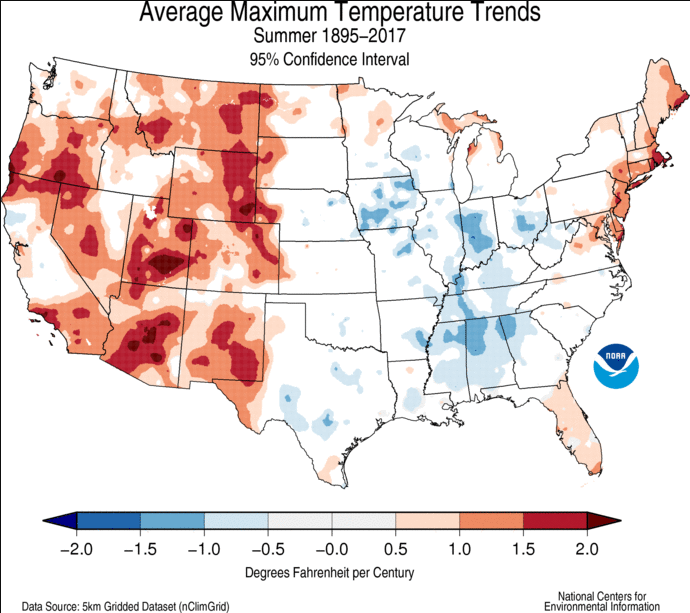 Average Maximum Temperature Trends
Summer 1895–2017
95% Confidence Interval
NOAA
−2.0 −1.5 −1.0 −0.5 −0.0 0.5 1.0 1.5 2.0
Degrees Fahrenheit per Century
Data Source: 5km Gridded Dataset (nClimGrid)
National Centers for
Environmental Information